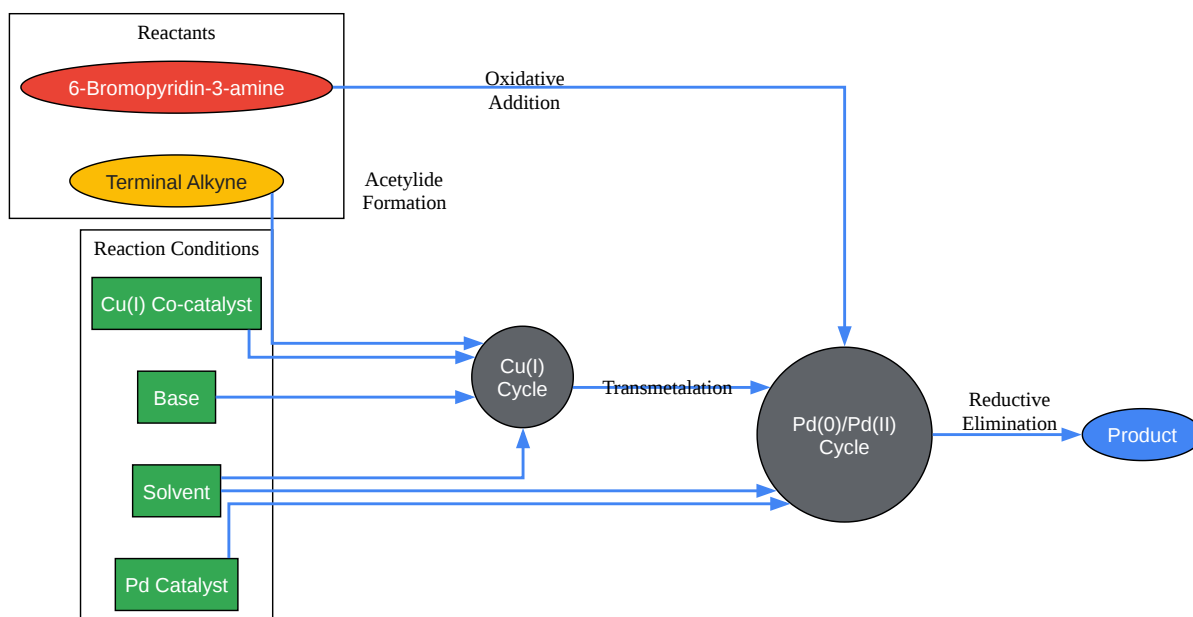 Reactants
6-Bromopyridin-3-amine
Oxidative
Addition
Terminal Alkyne
Acetylide
Formation
Reaction Conditions
Cu(I) Co-catalyst
Cu(I)
Cycle
Transmetalation
Base
Pd(0)/Pd(II)
Cycle
Reductive
Elimination
Product
Solvent
Pd Catalyst